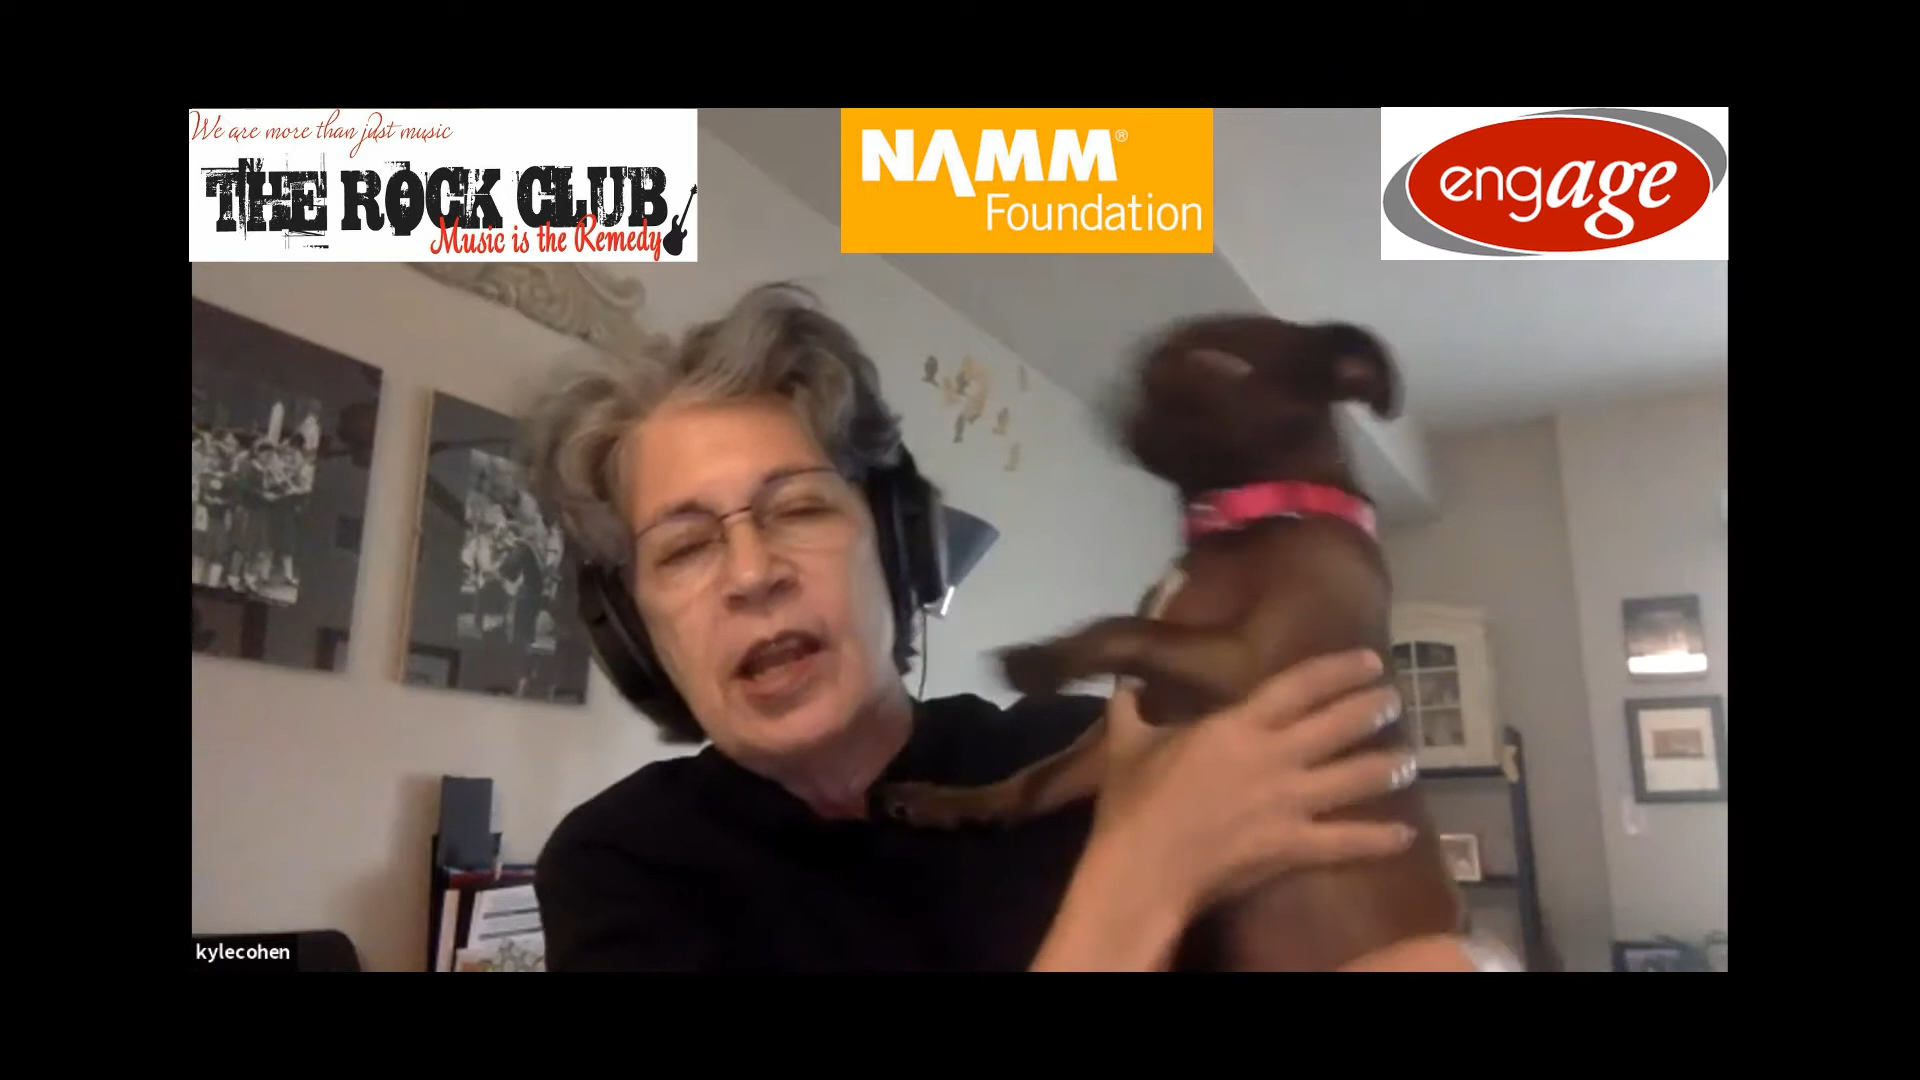 We are more than just music
THE ROCK CLUB
Music is the Remedy
NAMM®
Foundation
engage
kylecohen